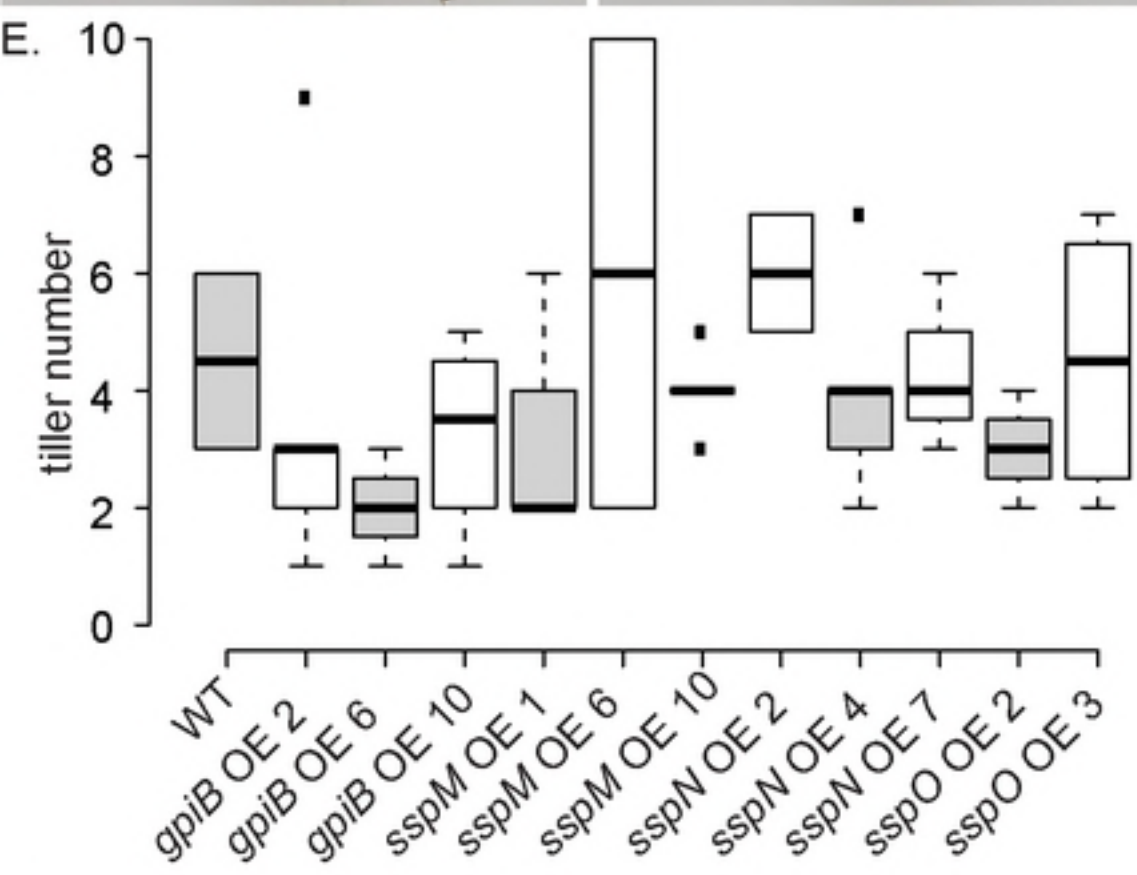 E.
10
8
6
4
2
0
tiller number
WT
gpiB OE 2
gpiB OE 6
gpiB OE 10
sspM OE 1
sspM OE 6
sspM OE 10
sspN OE 2
sspN OE 4
sspN OE 7
sspO OE 2
sspO OE 3